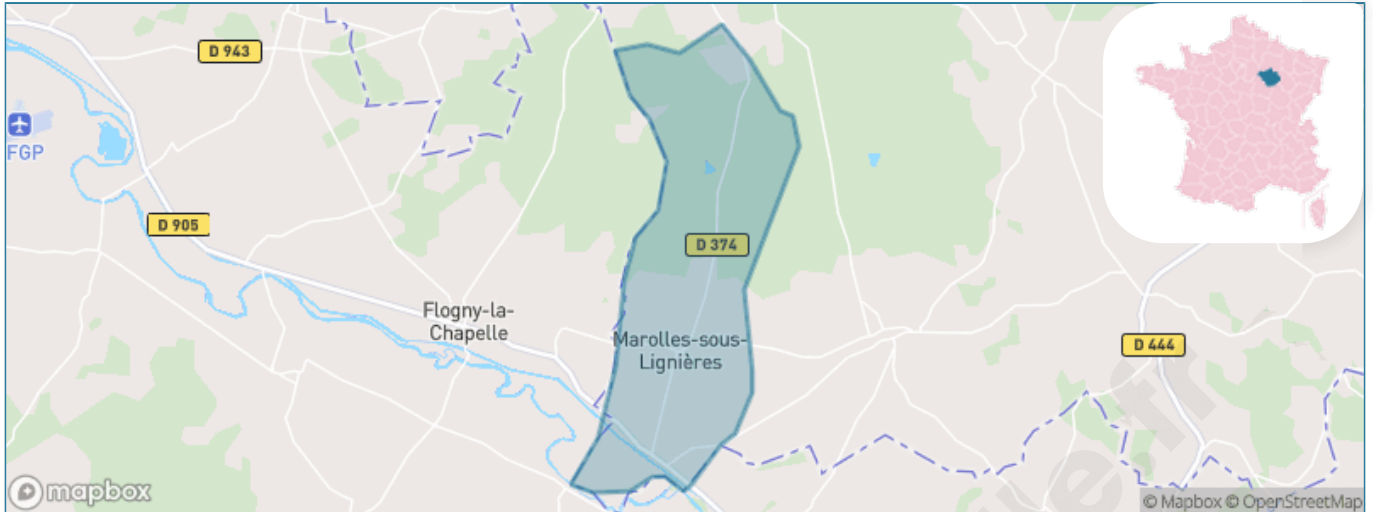 D 943
FGP
D 905
D 374
Flogny-la-
Chapelle
Marolles-sous-
Lignières
D 444
mapbox
© Mapbox © OpenStreetMap